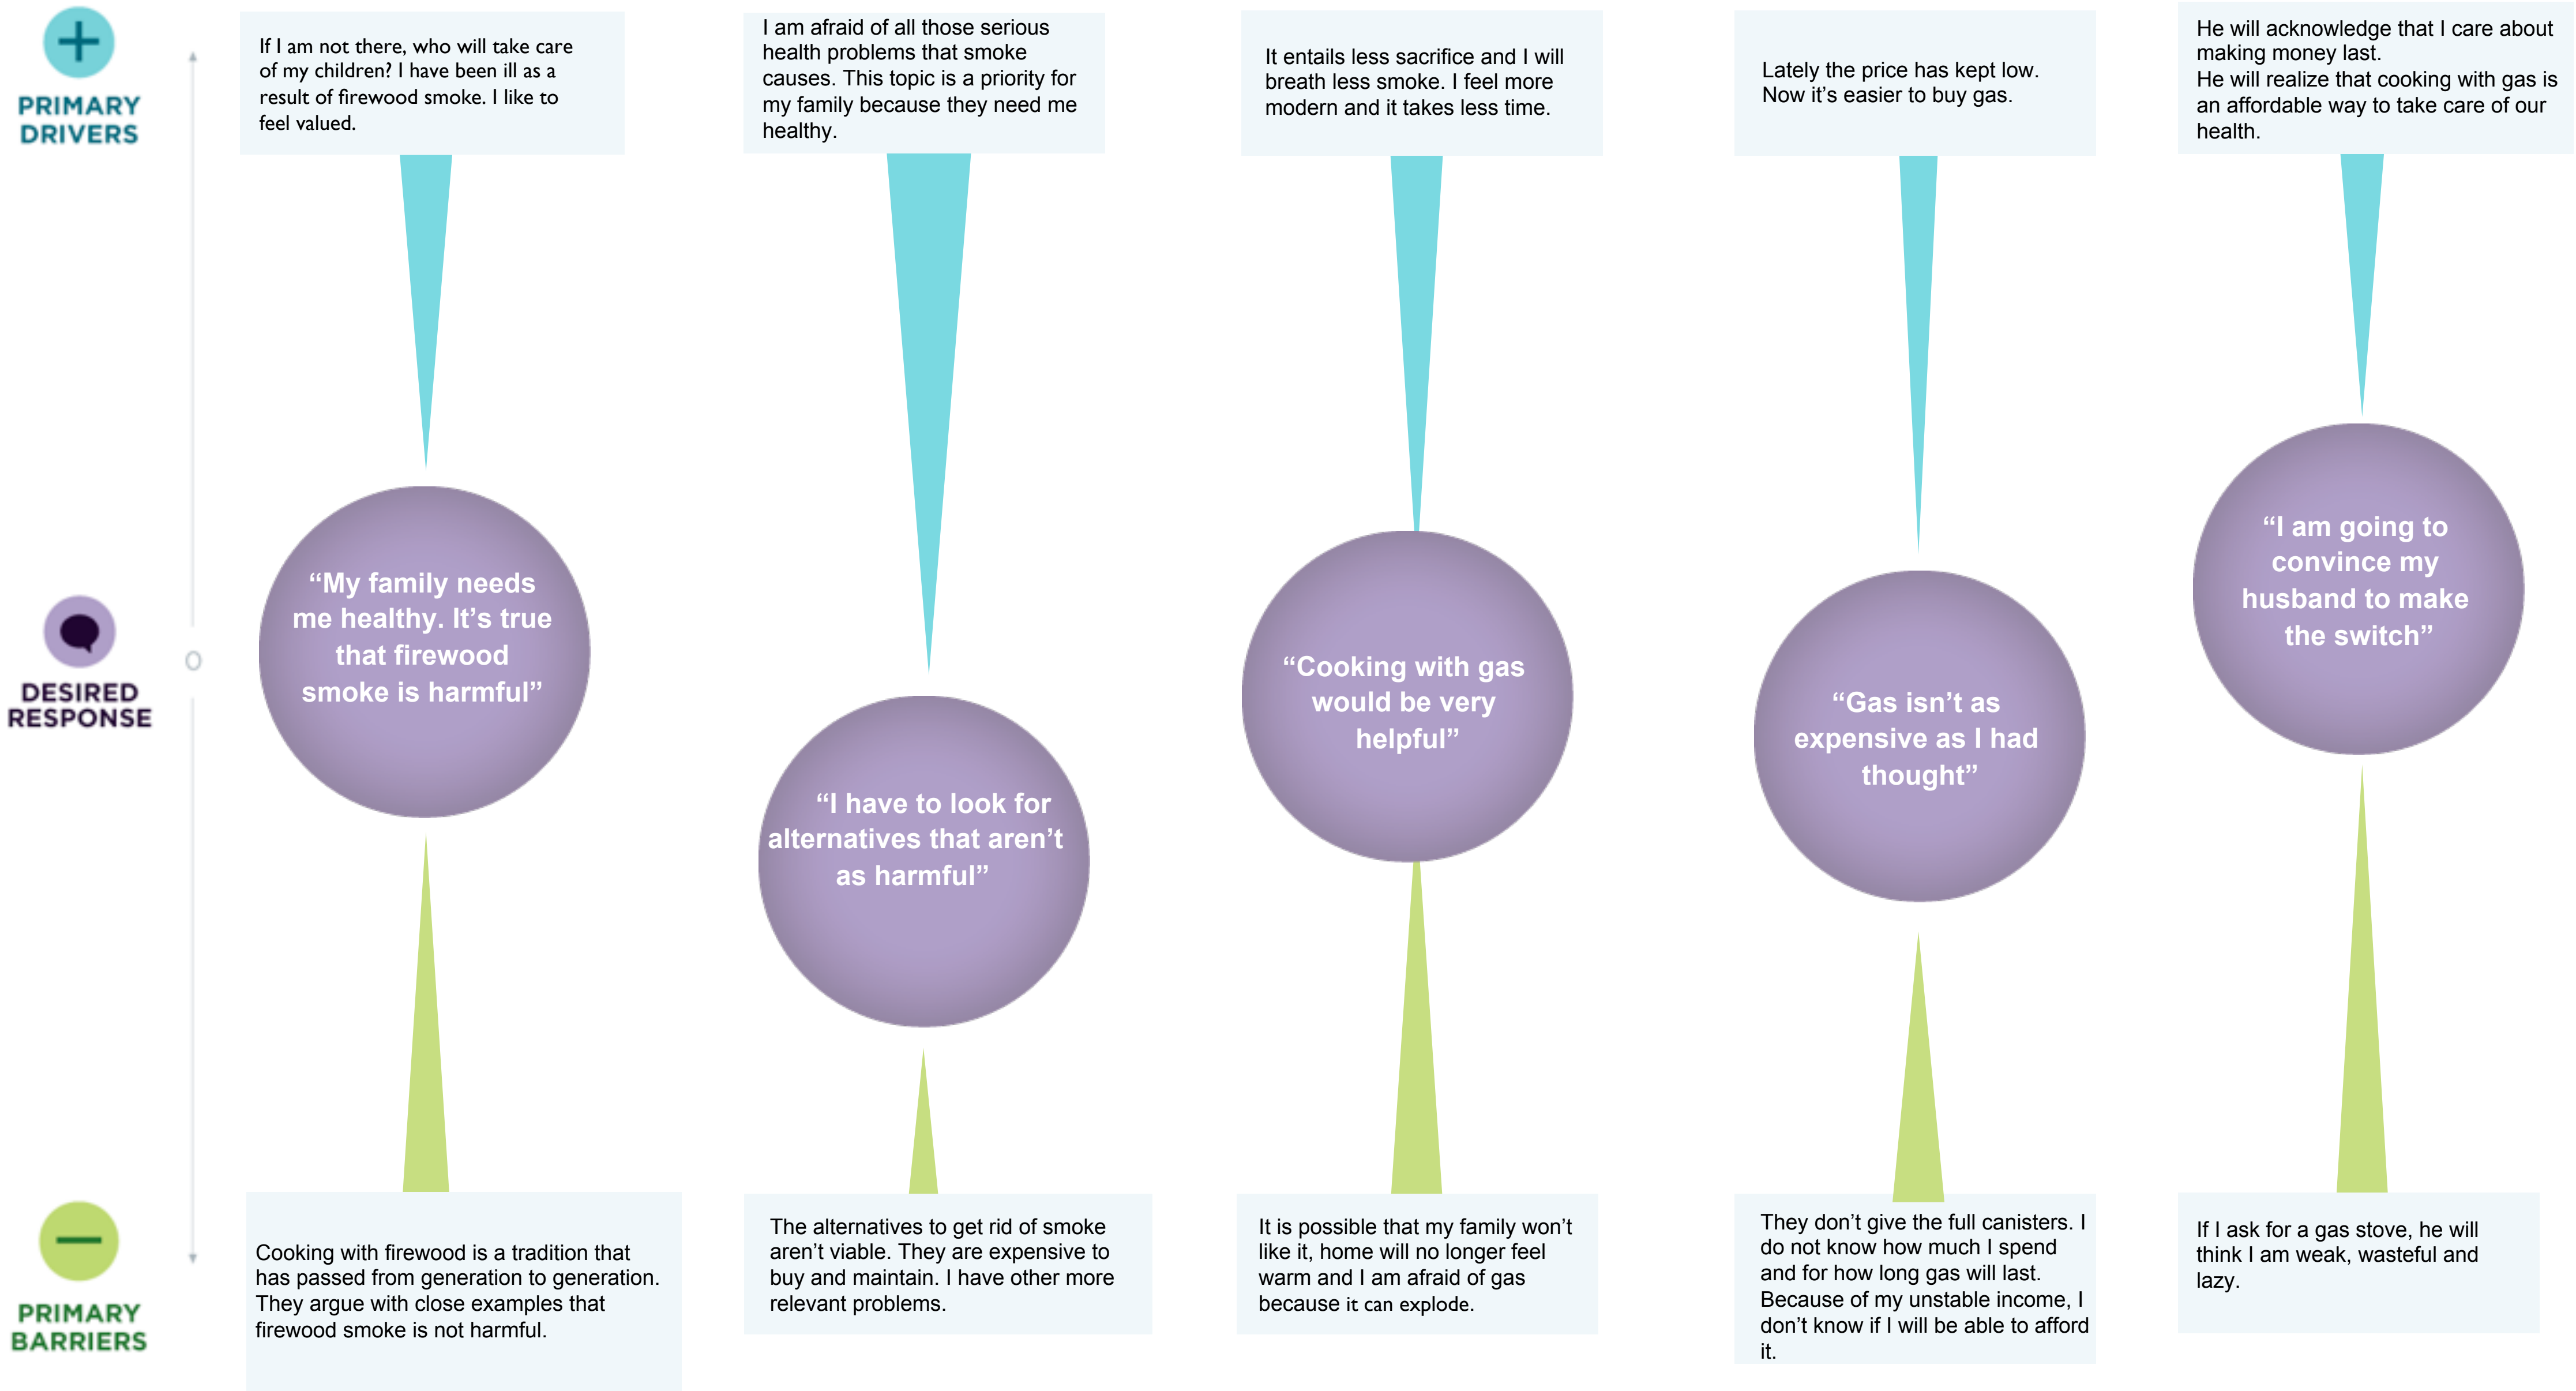 PRIMARY
DRIVERS
If I am not there, who will take care
of my children? I have been ill as a
result of firewood smoke. I like to
feel valued.
I am afraid of all those serious
health problems that smoke
causes. This topic is a priority for
my family because they need me
healthy.
It entails less sacrifice and I will
breath less smoke. I feel more
modern and it takes less time.
Lately the price has kept low.
Now it’s easier to buy gas.
He will acknowledge that I care about
making money last.
He will realize that cooking with gas is
an affordable way to take care of our
health.
DESIRED
RESPONSE
0
“My family needs
me healthy. It’s true
that firewood
smoke is harmful”
“I have to look for
alternatives that aren’t
as harmful”
“Cooking with gas
would be very
helpful”
“Gas isn’t as
expensive as I had
thought”
“I am going to
convince my
husband to make
the switch”
PRIMARY
BARRIERS
Cooking with firewood is a tradition that
has passed from generation to generation.
They argue with close examples that
firewood smoke is not harmful.
The alternatives to get rid of smoke
aren’t viable. They are expensive to
buy and maintain. I have other more
relevant problems.
It is possible that my family won’t
like it, home will no longer feel
warm and I am afraid of gas
because it can explode.
They don’t give the full canisters. I
do not know how much I spend
and for how long gas will last.
Because of my unstable income, I
don’t know if I will be able to afford
it.
If I ask for a gas stove, he will
think I am weak, wasteful and
lazy.